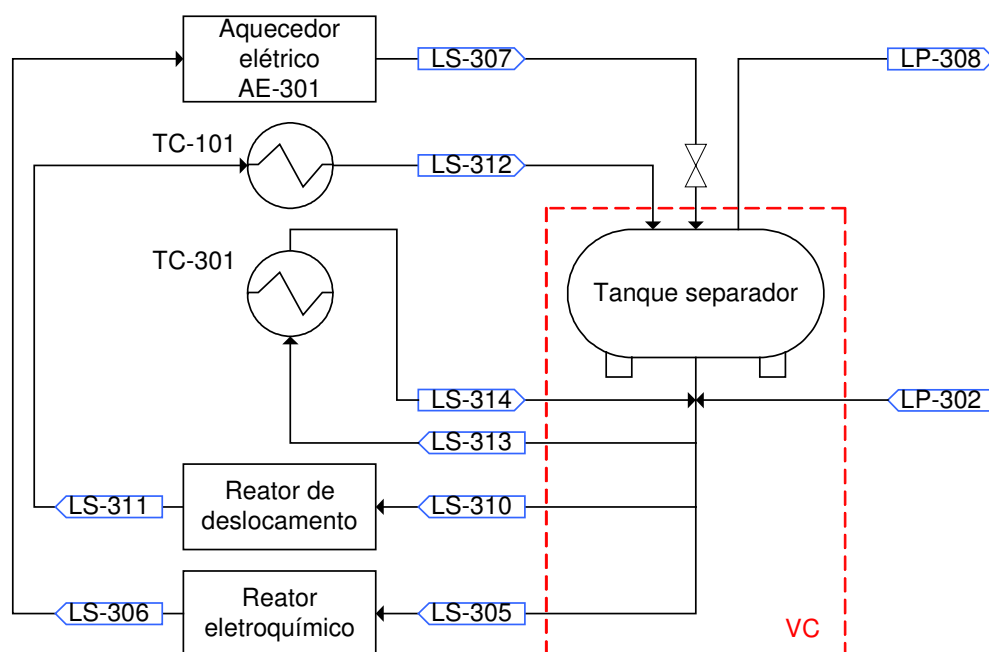 Aquecedor
elétrico
AE-301
LS-307
LP-308
TC-101
LS-312
TC-301
Tanque separador
LS-314
LP-302
LS-313
LS-311
Reator de
deslocamento
LS-310
LS-306
Reator
eletroquímico
LS-305
VC